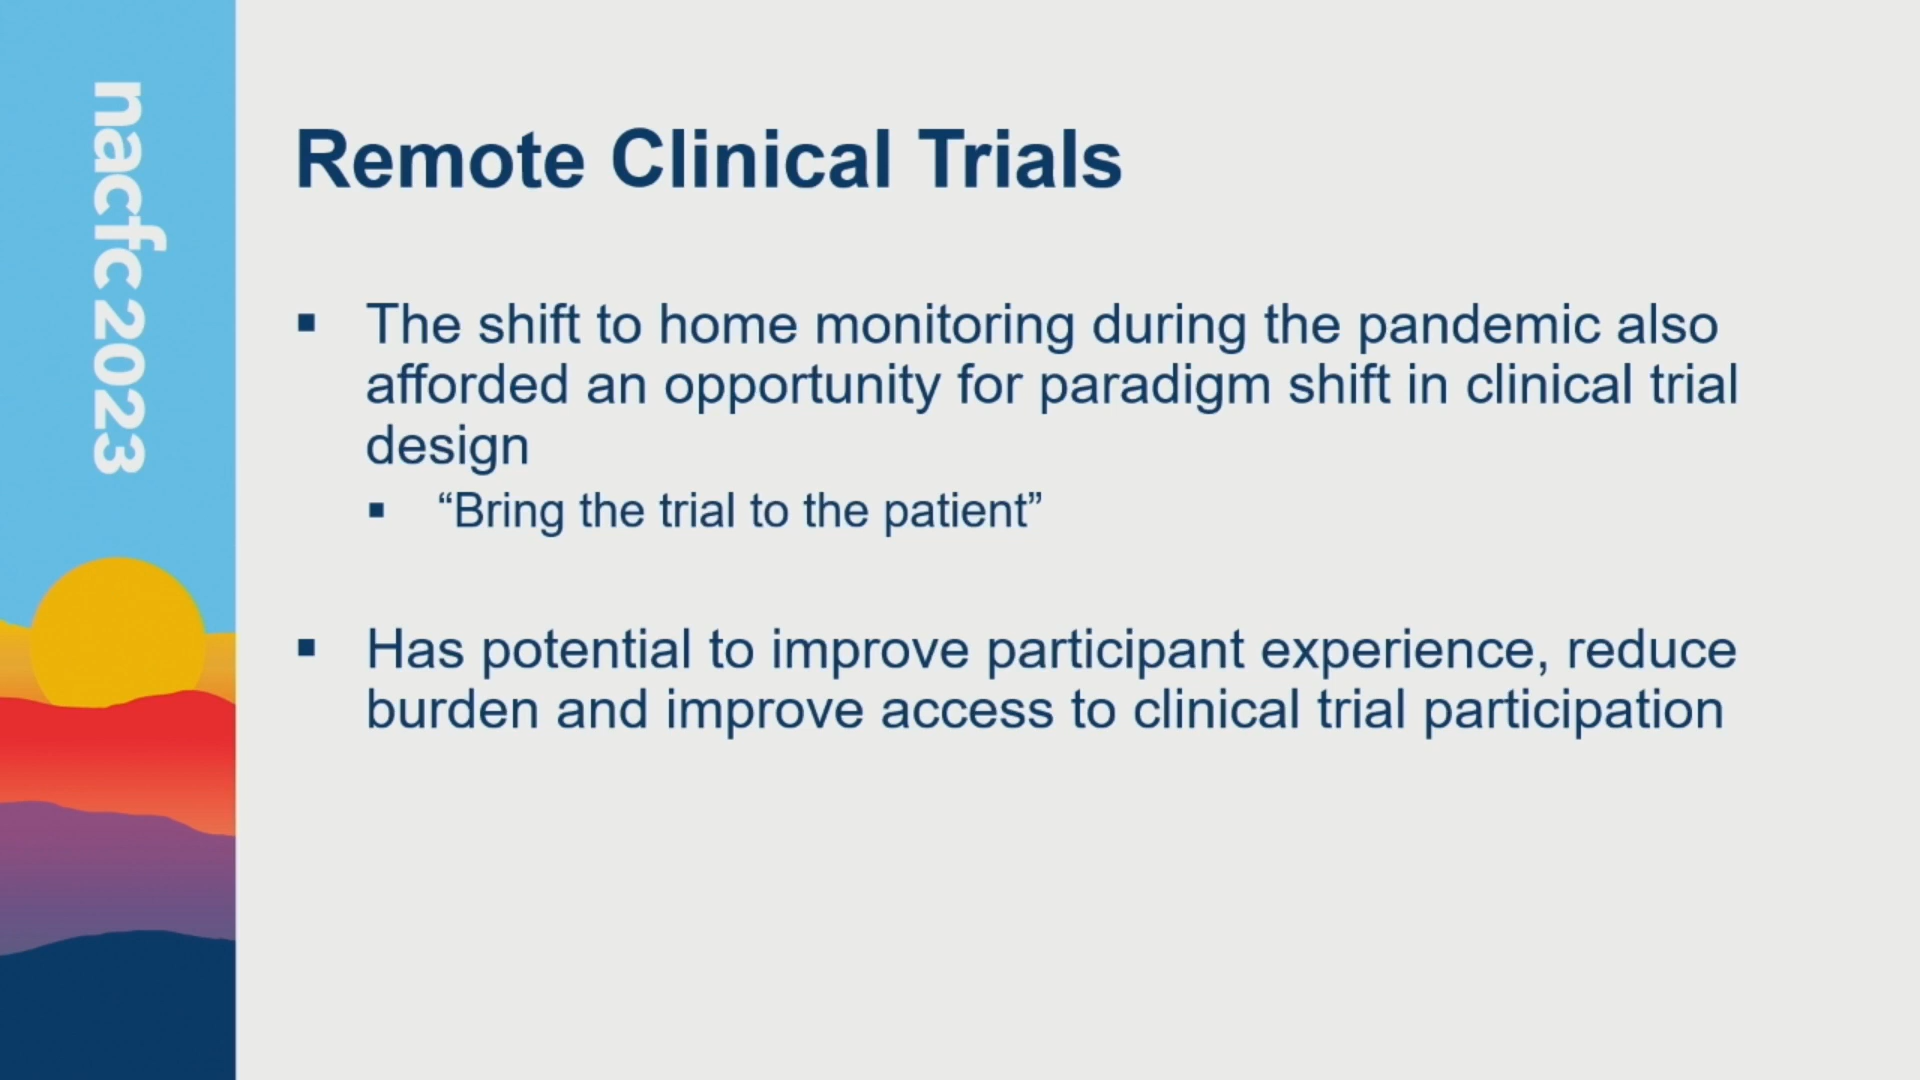 nacfc 2023
Remote Clinical Trials
▪ The shift to home monitoring during the pandemic also
afforded an opportunity for paradigm shift in clinical trial
design
▪ “Bring the trial to the patient”
▪ Has potential to improve participant experience, reduce
burden and improve access to clinical trial participation